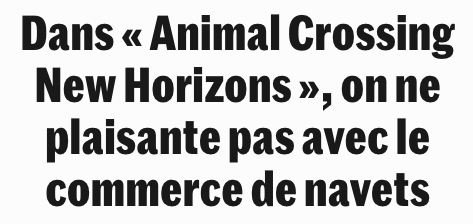 Dans « Animal Crossing
New Horizons », on ne
plaisante pas avec le
commerce de navets